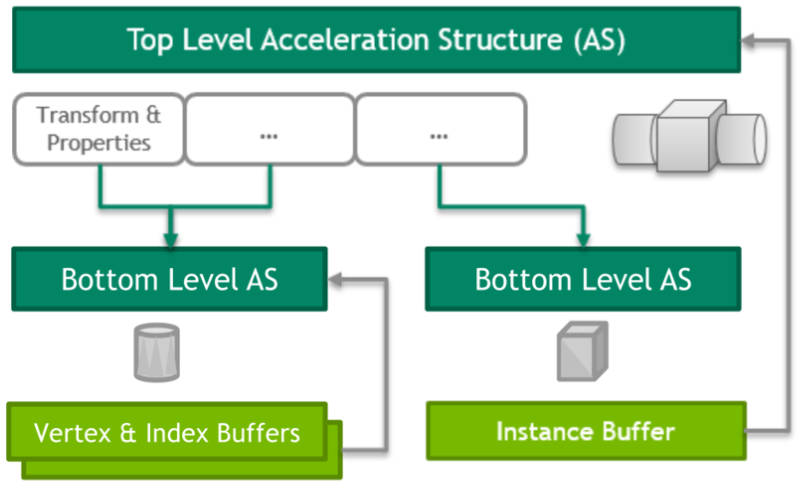 Top Level Acceleration Structure (AS)
Transform &
Properties
...
...
Bottom Level AS
Bottom Level AS
Vertex & Index Buffers
Instance Buffer